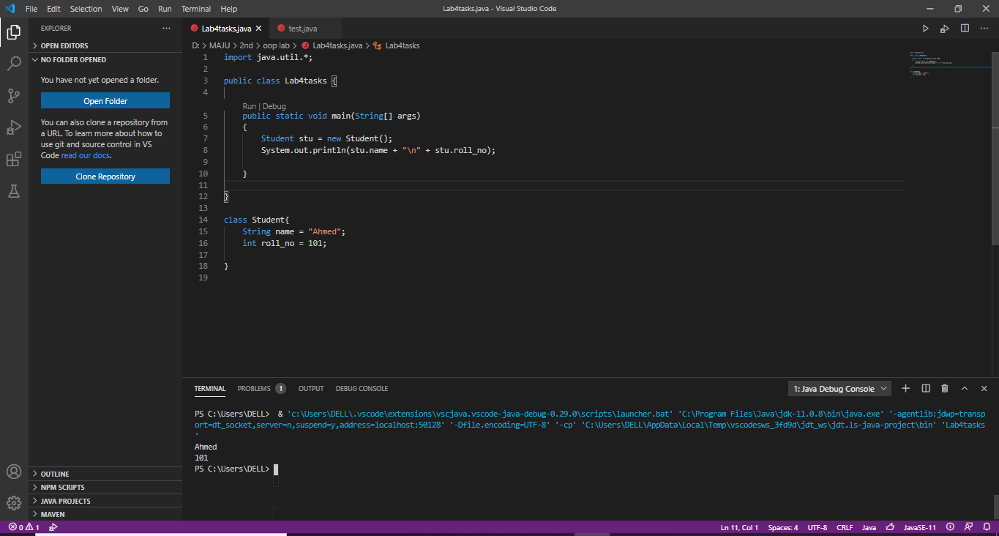 File Edit Selection View Go Run Terminal Help
Lab4tasks.java - Visual Studio Code
EXPLORER
OPEN EDITORS
NO FOLDER OPENED
You have not yet opened a folder.
Open Folder
You can also clone a repository from
a URL. To learn more about how to
use git and source control in VS
Code read our docs.
Clone Repository
OUTLINE
NPM SCRIPTS
JAVA PROJECTS
MAVEN
Lab4tasks.java test.java
D: > MAJU > 2nd > oop lab > Lab4tasks.java > Lab4tasks
1 import java.util.*;
2
3 public class Lab4tasks {
4
Run | Debug
5 public static void main(String[] args)
6 {
7 Student stu = new Student();
8 System.out.println(stu.name + "\n" + stu.roll_no);
9
10 }
11
12 }
13
14 class Student{
15 String name = "Ahmed";
16 int roll_no = 101;
17
18 }
19
TERMINAL PROBLEMS 1 OUTPUT DEBUG CONSOLE
1: Java Debug Console
PS C:\Users\DELL>  & 'c:\Users\DELL\.vscode\extensions\vscjava.vscode-java-debug-0.29.0\scripts\launcher.bat' 'C:\Program Files\Java\jdk-11.0.8\bin\java.exe' '-agentlib:jdwp=transp
ort=dt_socket,server=n,suspend=y,address=localhost:50128' '-Dfile.encoding=UTF-8' '-cp' 'C:\Users\DELL\AppData\Local\Temp\vscodesws_3fd9d\jdt_ws\jdt.ls-java-project\bin' 'Lab4tasks
'
Ahmed
101
PS C:\Users\DELL>
0 1
Ln 11, Col 1 Spaces: 4 UTF-8 CRLF Java JavaSE-11